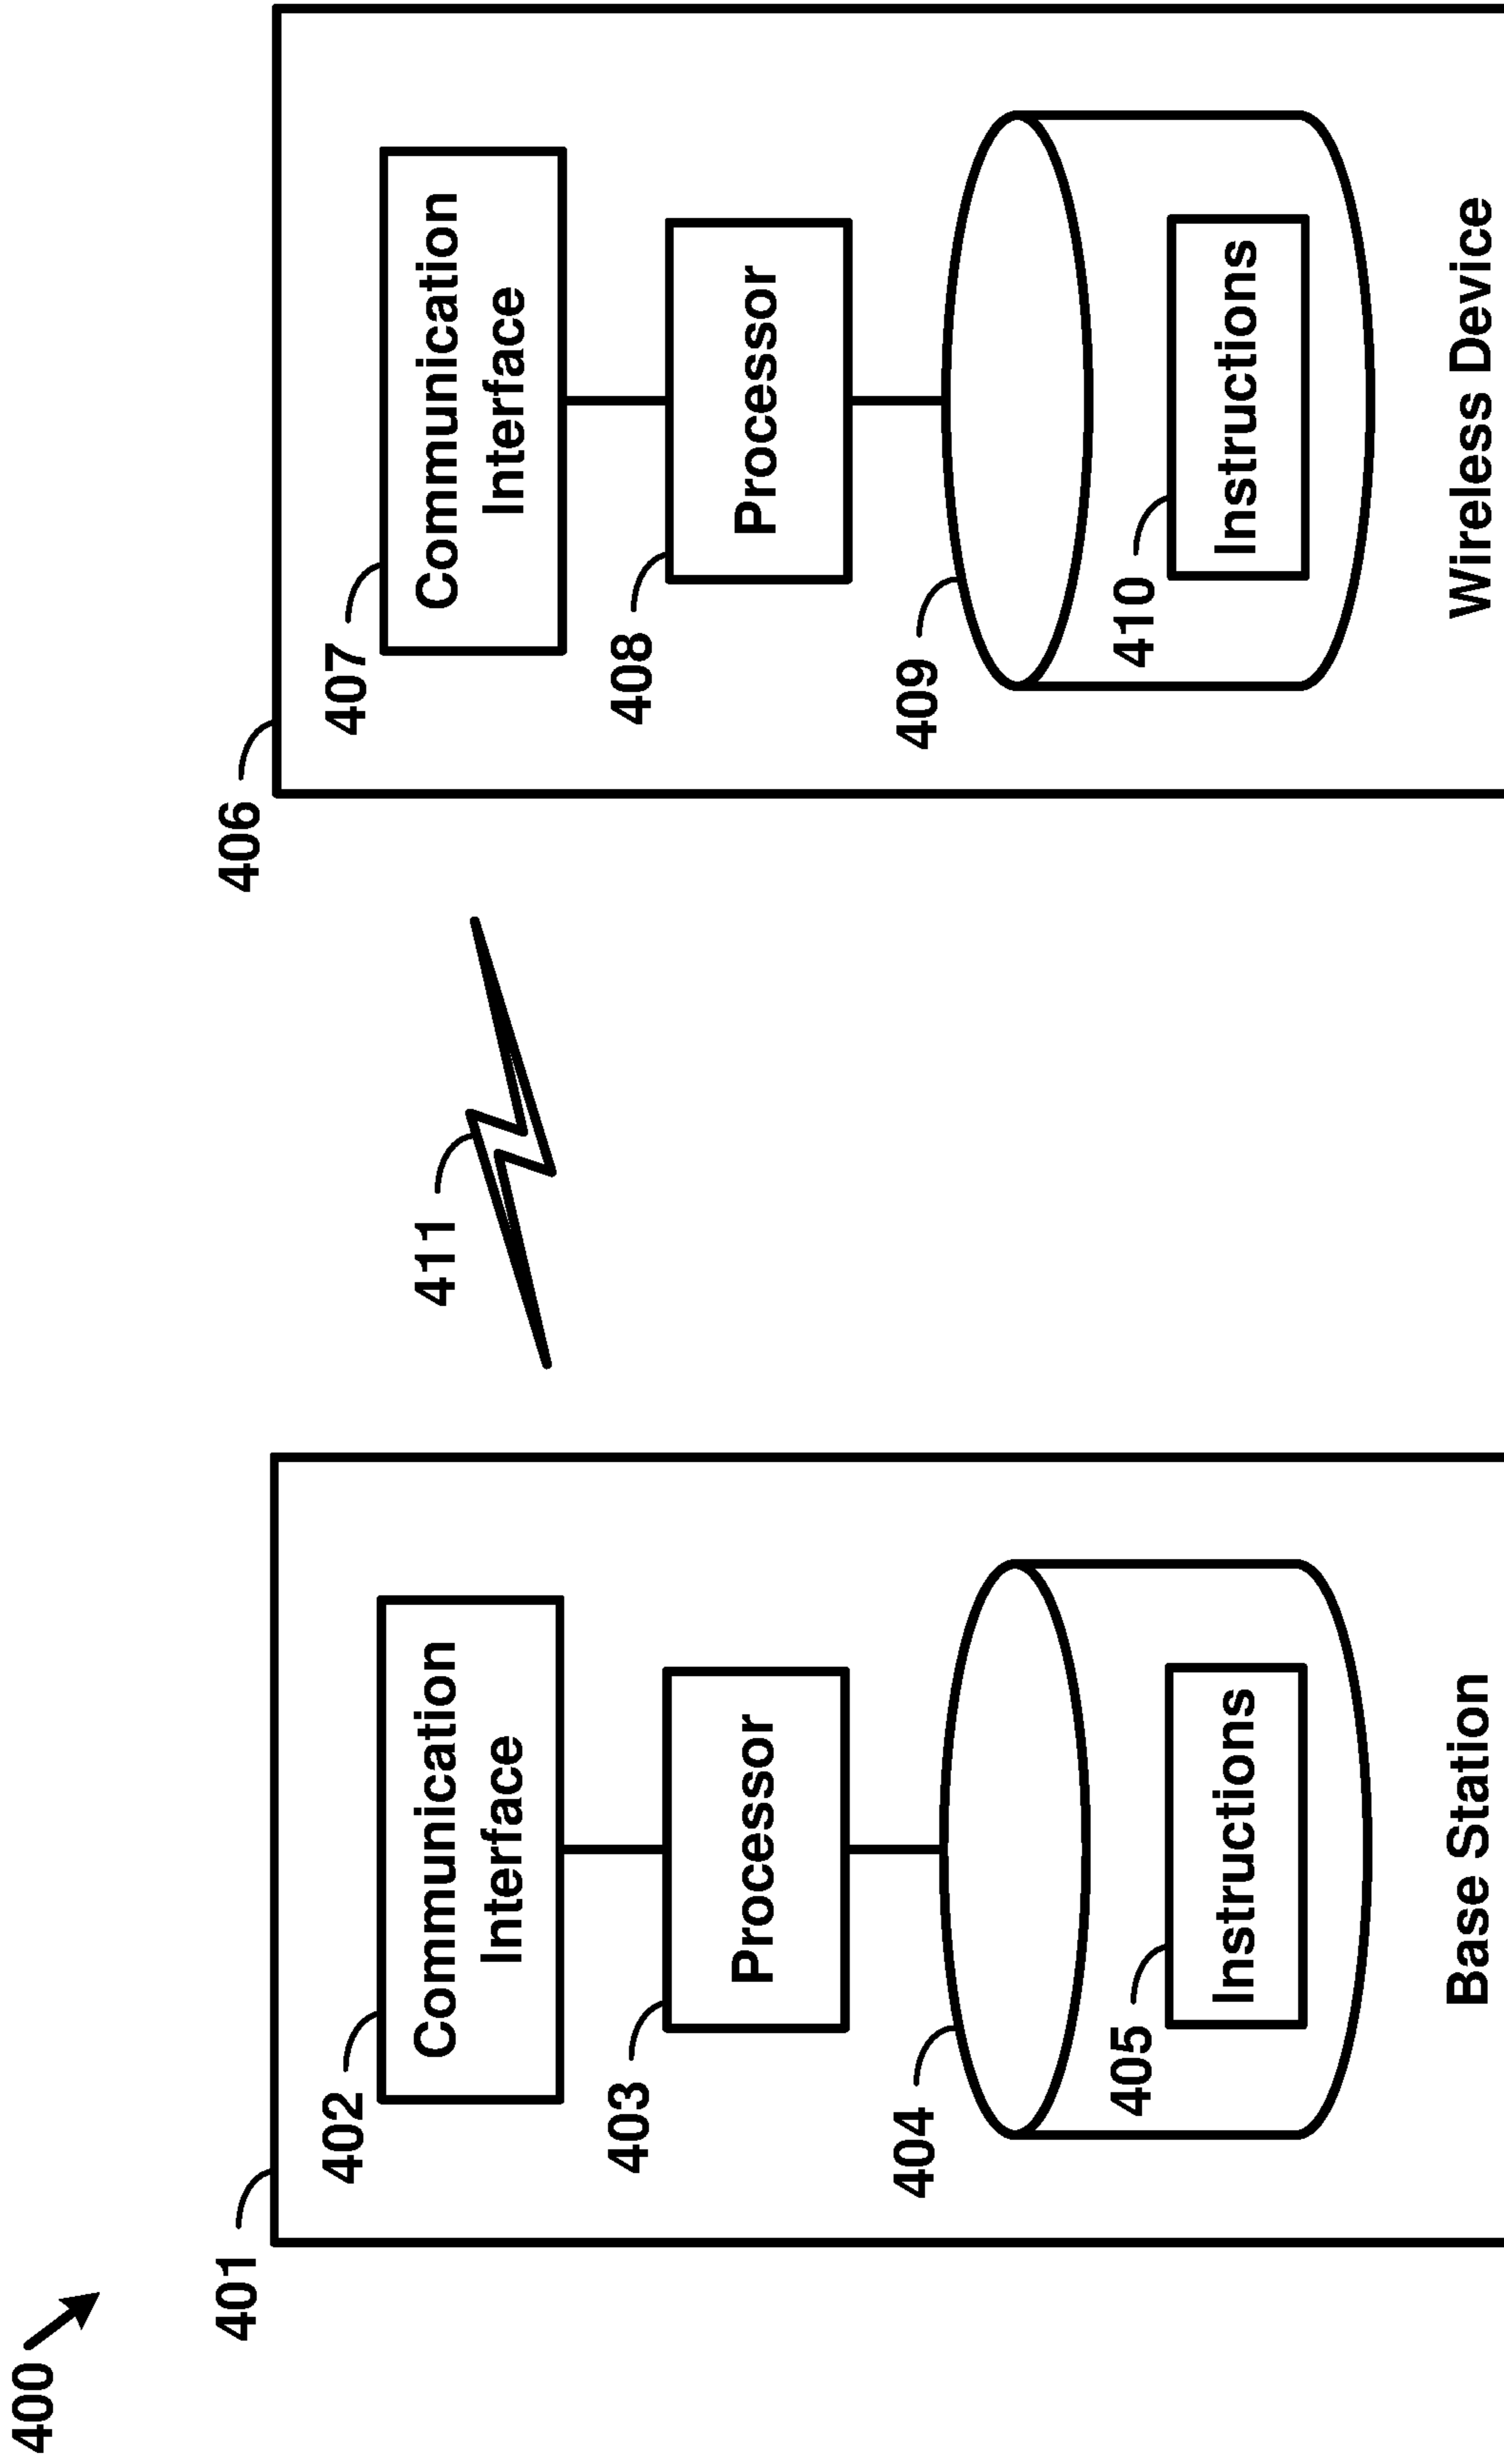 400
401
402
Communication
Interface
403
Processor
404
405
Instructions
Base Station
411
406
407
Communication
Interface
408
Processor
409
410
Instructions
Wireless Device